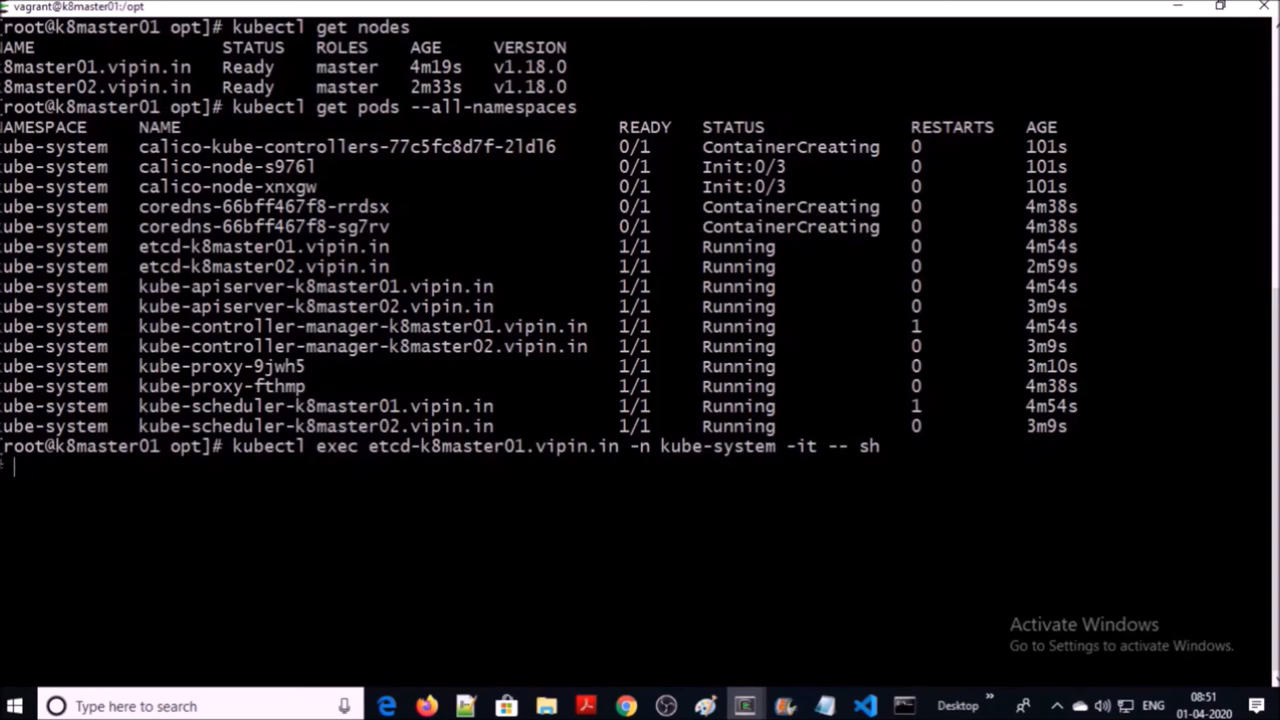 vagrant@k8master01:/opt
[root@k8master01 opt]# kubectl get nodes
NAME STATUS ROLES AGE VERSION
k8master01.vipin.in Ready master 4m19s v1.18.0
k8master02.vipin.in Ready master 2m33s v1.18.0
[root@k8master01 opt]# kubectl get pods --all-namespaces
NAMESPACE NAME READY STATUS RESTARTS AGE
kube-system calico-kube-controllers-77c5fc8d7f-2ldl6 0/1 ContainerCreating 0 101s
kube-system calico-node-s976l 0/1 Init:0/3 0 101s
kube-system calico-node-xnxgw 0/1 Init:0/3 0 101s
kube-system coredns-66bff467f8-rrdsx 0/1 ContainerCreating 0 4m38s
kube-system coredns-66bff467f8-sg7rv 0/1 ContainerCreating 0 4m38s
kube-system etcd-k8master01.vipin.in 1/1 Running 0 4m54s
kube-system etcd-k8master02.vipin.in 1/1 Running 0 2m59s
kube-system kube-apiserver-k8master01.vipin.in 1/1 Running 0 4m54s
kube-system kube-apiserver-k8master02.vipin.in 1/1 Running 0 3m9s
kube-system kube-controller-manager-k8master01.vipin.in 1/1 Running 1 4m54s
kube-system kube-controller-manager-k8master02.vipin.in 1/1 Running 0 3m9s
kube-system kube-proxy-9jwh5 1/1 Running 0 3m10s
kube-system kube-proxy-fthmp 1/1 Running 0 4m38s
kube-system kube-scheduler-k8master01.vipin.in 1/1 Running 1 4m54s
kube-system kube-scheduler-k8master02.vipin.in 1/1 Running 0 3m9s
[root@k8master01 opt]# kubectl exec etcd-k8master01.vipin.in -n kube-system -it -- sh
#
Activate Windows
Go to Settings to activate Windows.
Type here to search
Desktop
ENG
08:51
01-04-2020